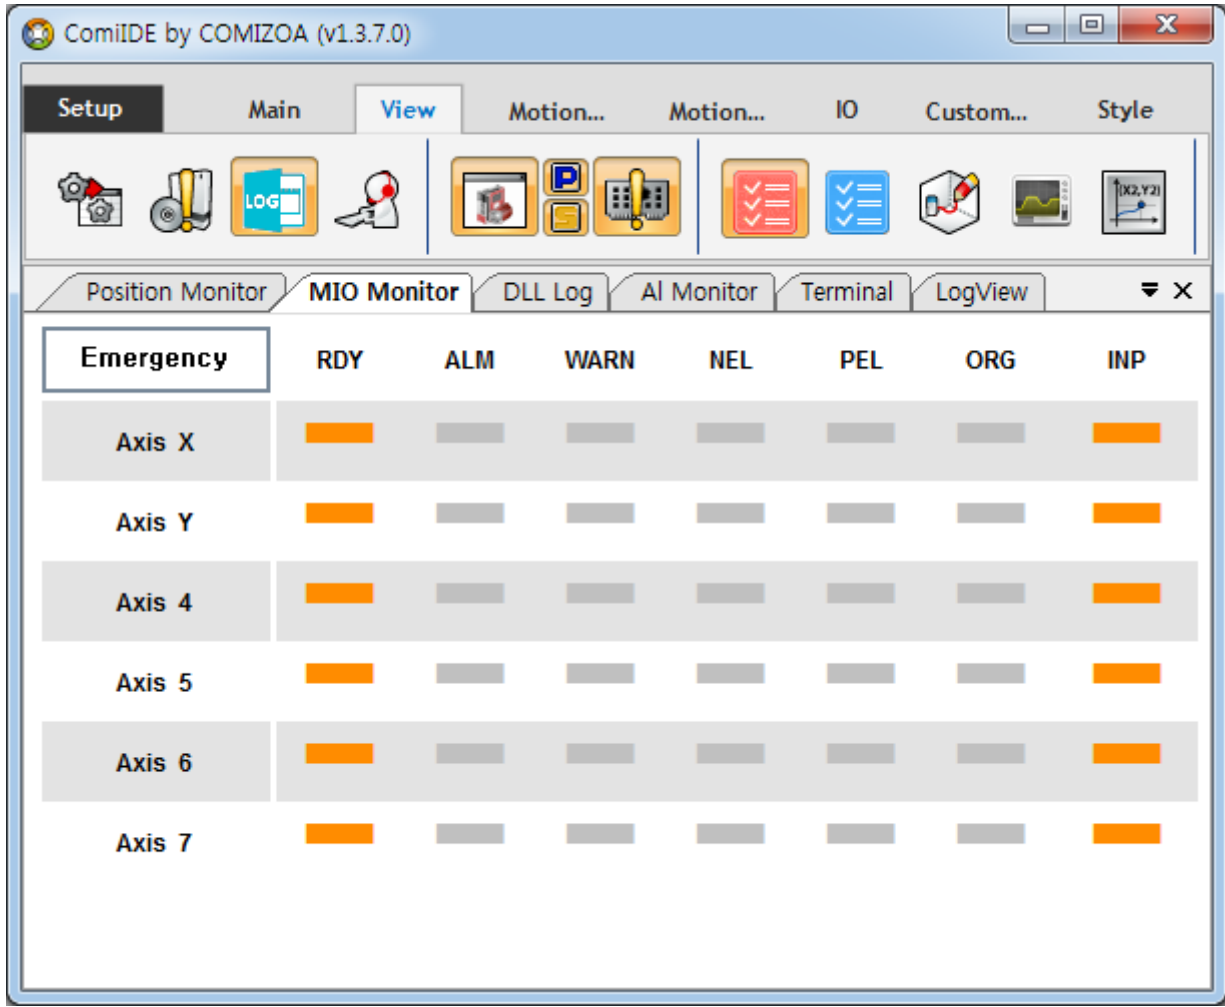 ComiIDE by COMIZOA (v1.3.7.0)
Setup Main View Motion... Motion... IO Custom... Style
LOG P S (X2,Y2)
Position Monitor MIO Monitor DLL Log AI Monitor Terminal LogView
Emergency RDY ALM WARN NEL PEL ORG INP
Axis X
Axis Y
Axis 4
Axis 5
Axis 6
Axis 7